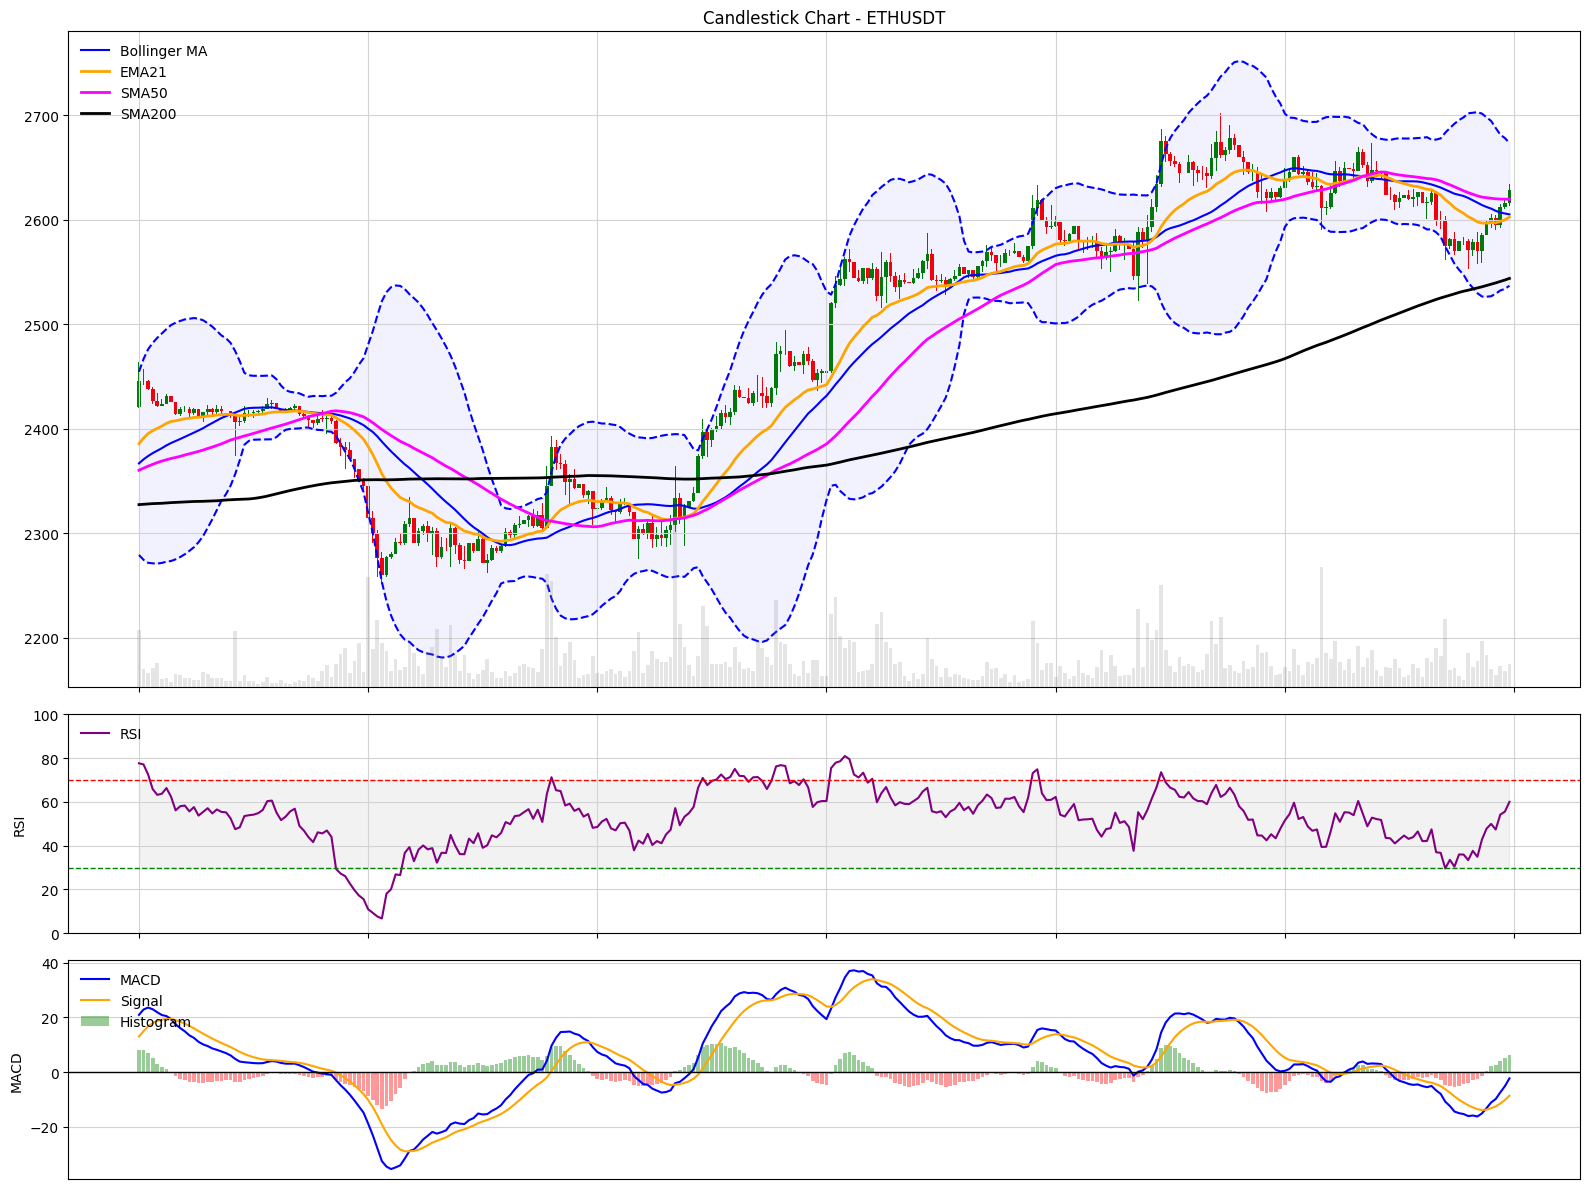 Candlestick Chart - ETHUSDT
Bollinger MA
EMA21
SMA50
SMA200
2700
2600
2500
2400
2300
2200
RSI
100
80
60
40
20
0
RSI
MACD
Signal
Histogram
40
20
0
−20
MACD